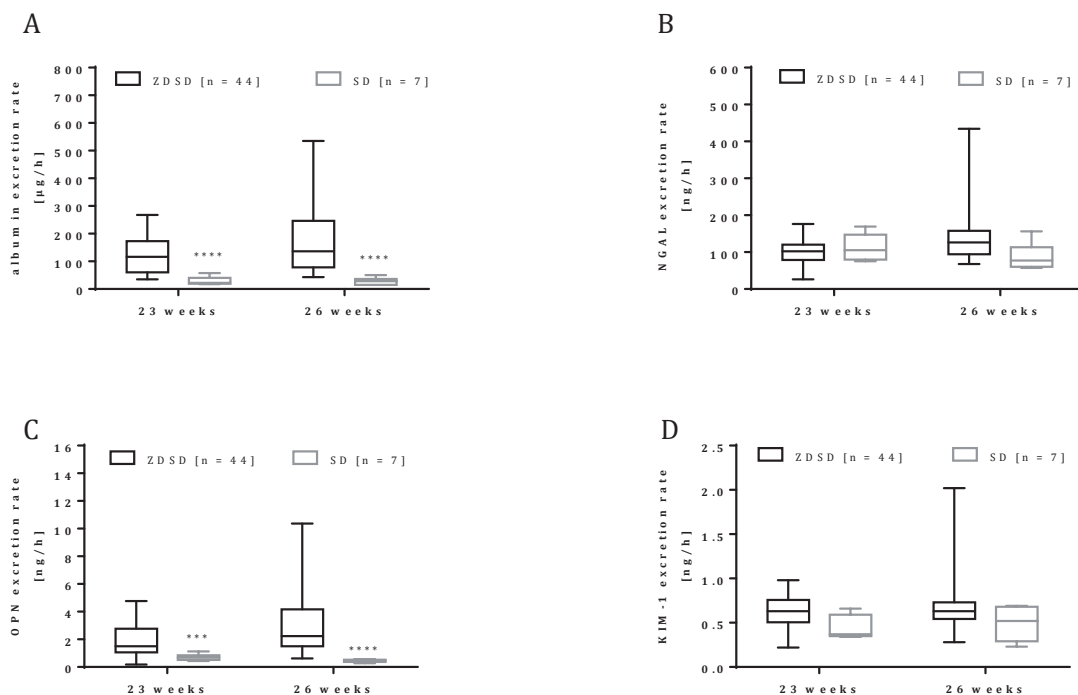 A
albumin excretion rate
[µg/h]
800
700
600
500
400
300
200
100
0
ZDSD [n = 44]
SD [n = 7]
****
****
23 weeks
26 weeks
B
NGAL excretion rate
[ng/h]
600
500
400
300
200
100
0
ZDSD [n = 44]
SD [n = 7]
23 weeks
26 weeks
C
OPN excretion rate
[ng/h]
16
14
12
10
8
6
4
2
0
ZDSD [n = 44]
SD [n = 7]
***
****
23 weeks
26 weeks
D
KIM-1 excretion rate
[ng/h]
2.5
2.0
1.5
1.0
0.5
0.0
ZDSD [n = 44]
SD [n = 7]
23 weeks
26 weeks